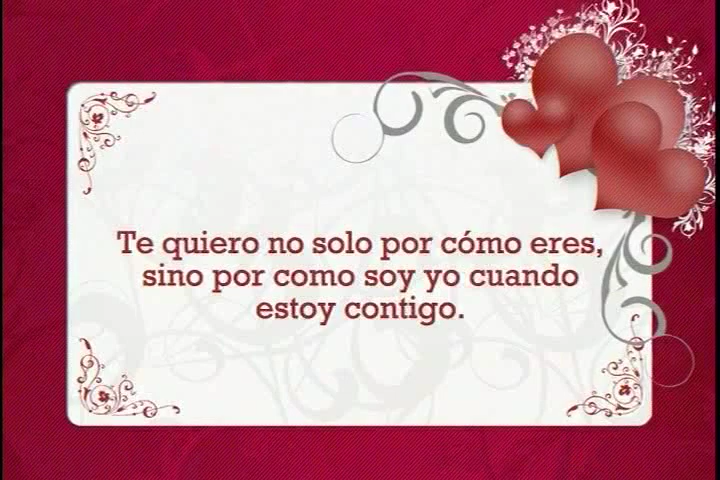 Te quiero no solo por cómo eres,
sino por como soy yo cuando
estoy contigo.